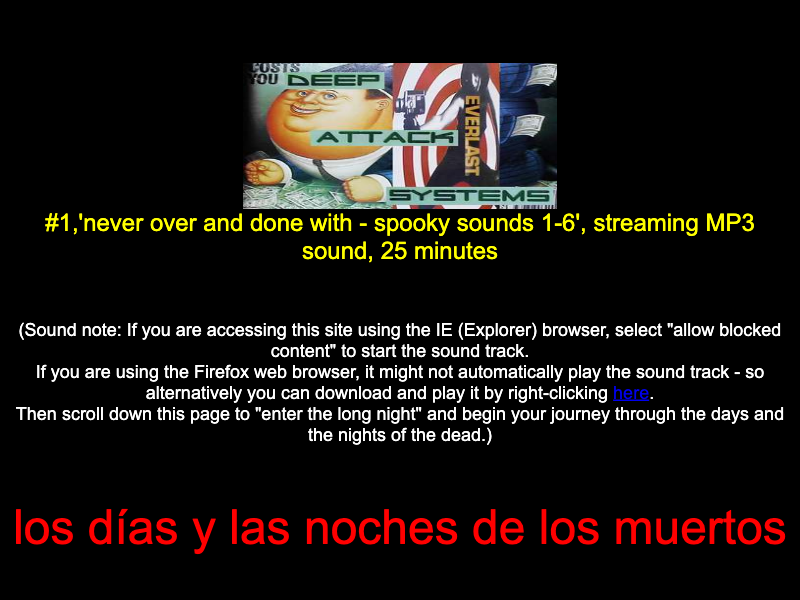 COSTS
YOU DEEP
EVERLAST
ATTACK
SYSTEMS
#1,'never over and done with - spooky sounds 1-6', streaming MP3
sound, 25 minutes
(Sound note: If you are accessing this site using the IE (Explorer) browser, select "allow blocked
content" to start the sound track.
If you are using the Firefox web browser, it might not automatically play the sound track - so
alternatively you can download and play it by right-clicking here.
Then scroll down this page to "enter the long night" and begin your journey through the days and
the nights of the dead.)
los días y las noches de los muertos